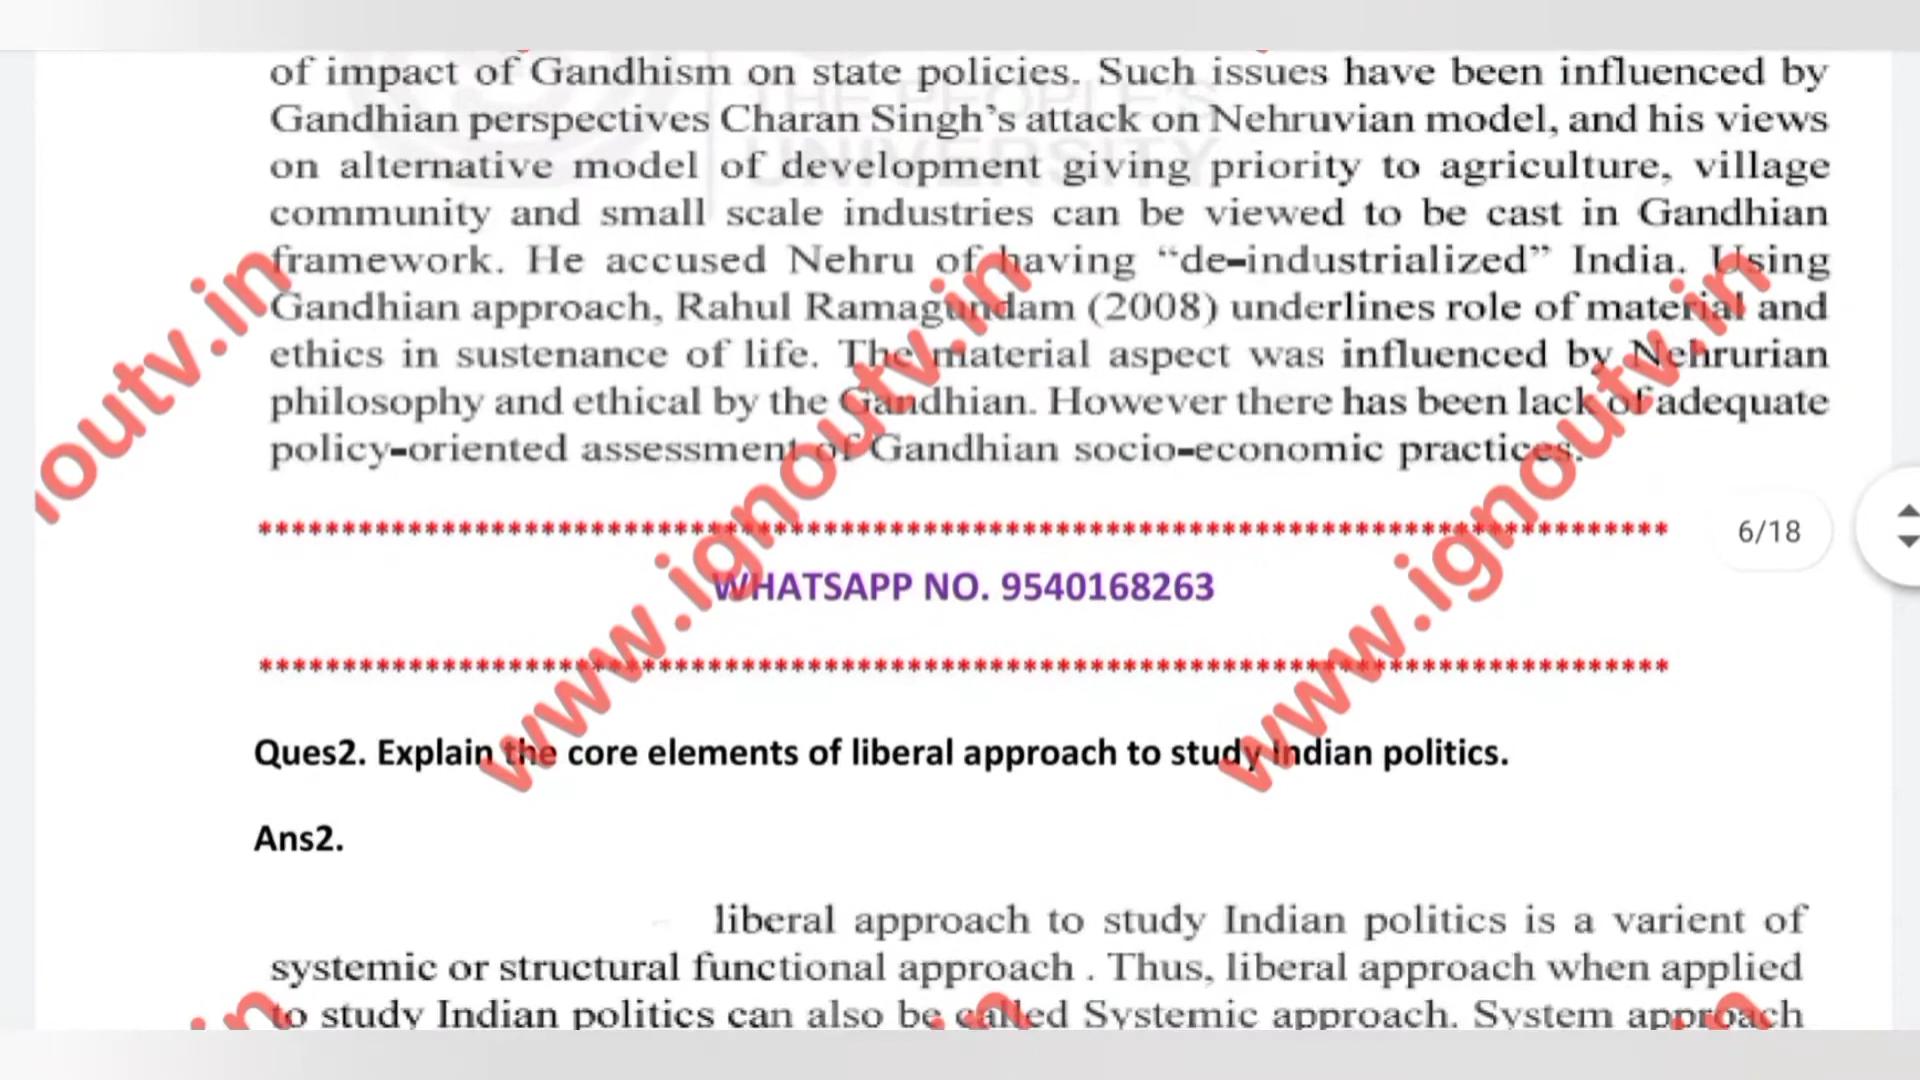 of impact of Gandhism on state policies. Such issues have been influenced by
Gandhian perspectives Charan Singh's attack on Nehruvian model, and his views
on alternative model of development giving priority to agriculture, village
community and small scale industries can be viewed to be cast in Gandhian
framework. He accused Nehru of having “de-industrialized” India. Using
Gandhian approach, Rahul Ramagundam (2008) underlines role of material and
ethics in sustenance of life. The material aspect was influenced by Nehrurian
philosophy and ethical by the Gandhian. However there has been lack of adequate
policy-oriented assessment of Gandhian socio-economic practices.
6/18
WHATSAPP NO. 9540168263
Ques2. Explain the core elements of liberal approach to study Indian politics.
Ans2.
liberal approach to study Indian politics is a varient of
systemic or structural functional approach . Thus, liberal approach when applied
to study Indian politics can also be called Systemic approach. System approach
www.ignoutv.in
www.ignoutv.in
noutv.in
THE PEOPLE'S
UNIVERSITY